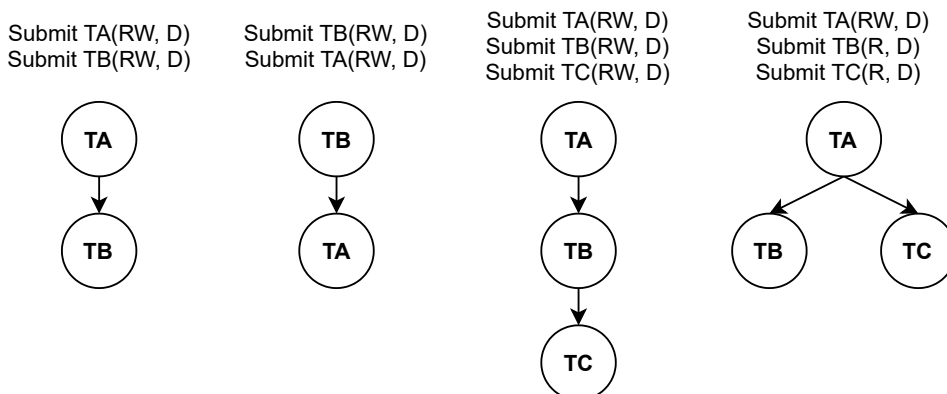 Submit TA(RW, D)
Submit TB(RW, D)
TA
TB
Submit TB(RW, D)
Submit TA(RW, D)
TB
TA
Submit TA(RW, D)
Submit TB(RW, D)
Submit TC(RW, D)
TA
TB
TC
Submit TA(RW, D)
Submit TB(R, D)
Submit TC(R, D)
TA
TB
TC